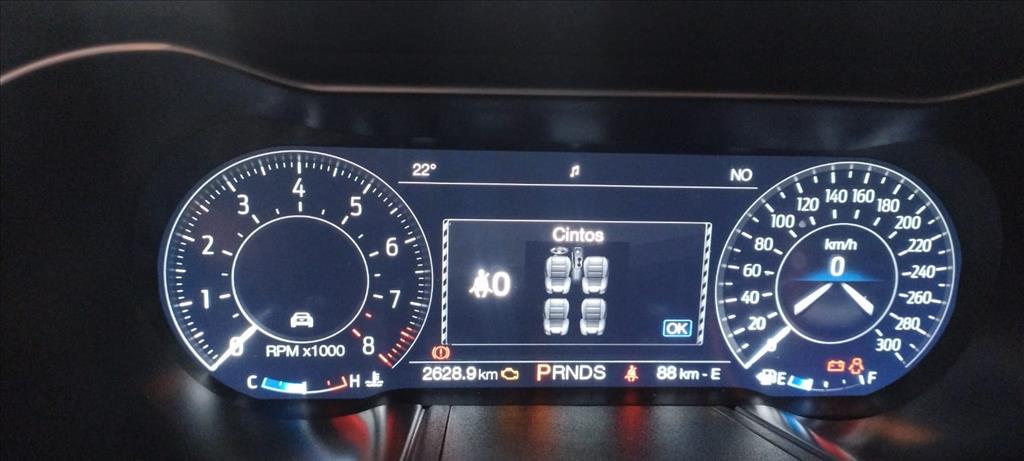 22° NO
Cintos
0
OK
0 1 2 3 4 5 6 7 8
RPM x1000
C H
2628.9 km PRNDS 88 km - E
20 40 60 80 100 120 140 160 180 200 220 240 260 280 300
km/h
0
E F